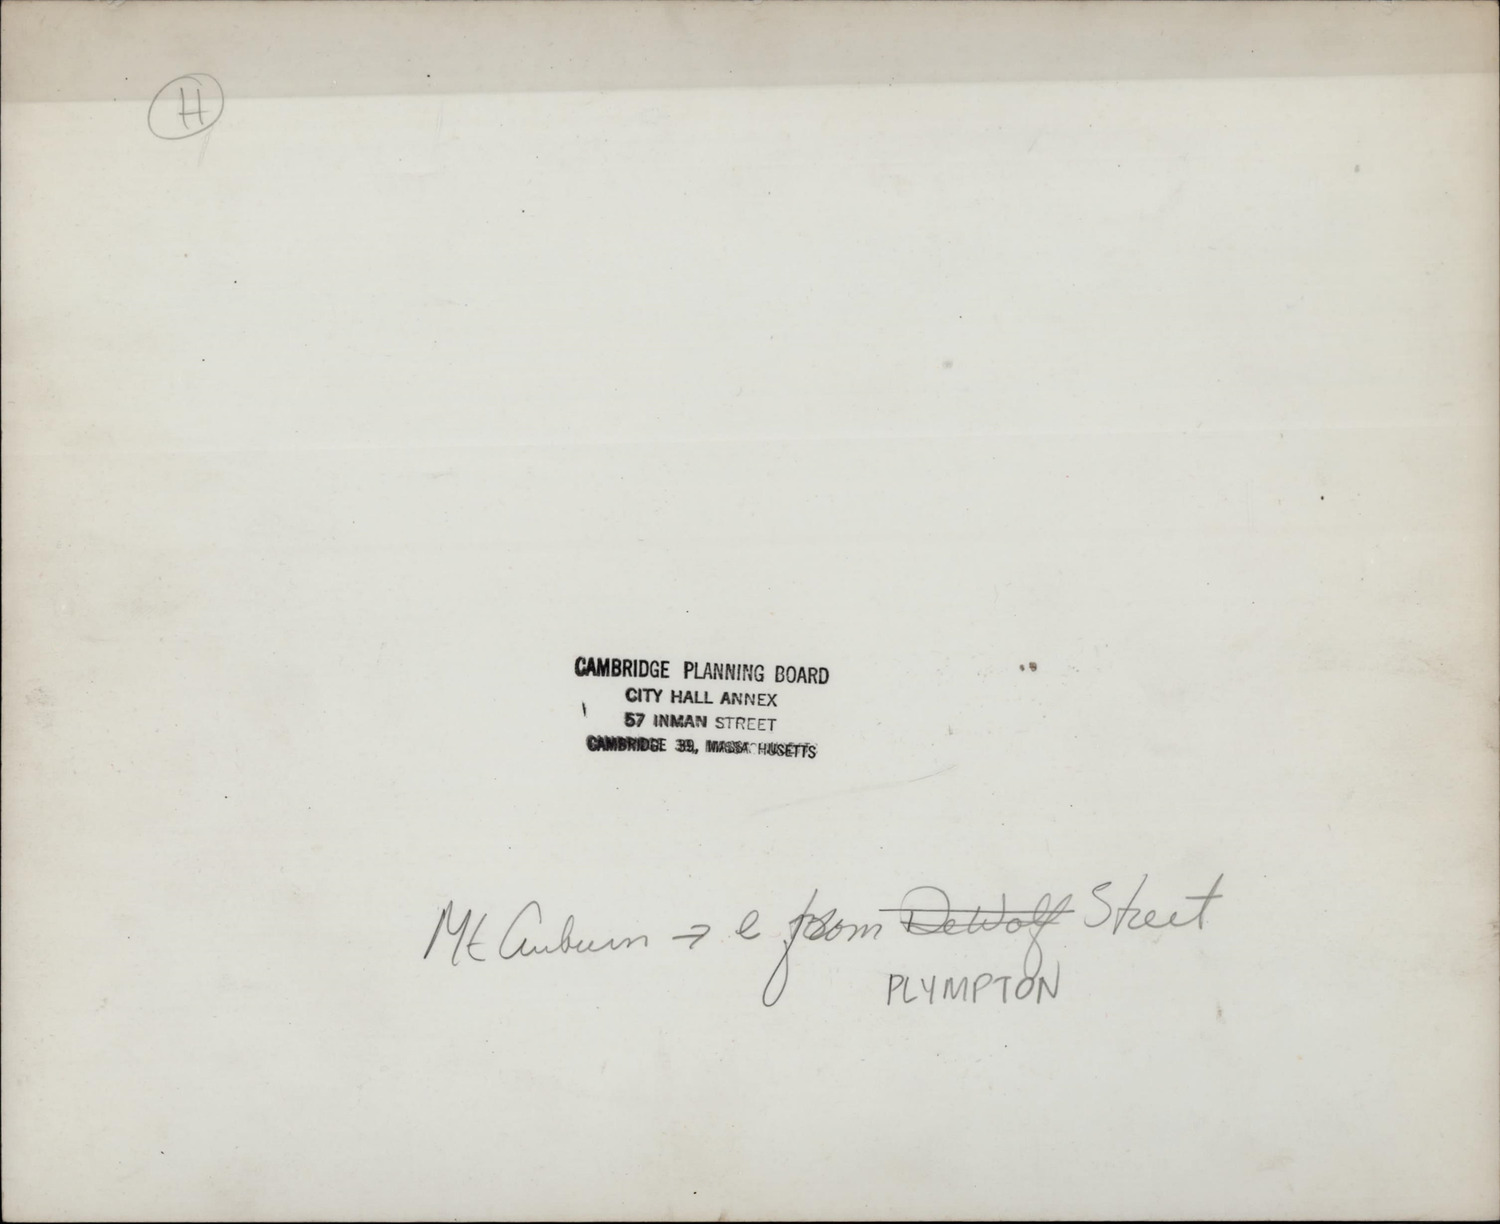 H
CAMBRIDGE PLANNING BOARD
CITY HALL ANNEX
57 INMAN STREET
CAMBRIDGE 39, MASSACHUSETTS
Mt Auburn → e from DeWolf Street
PLYMPTON